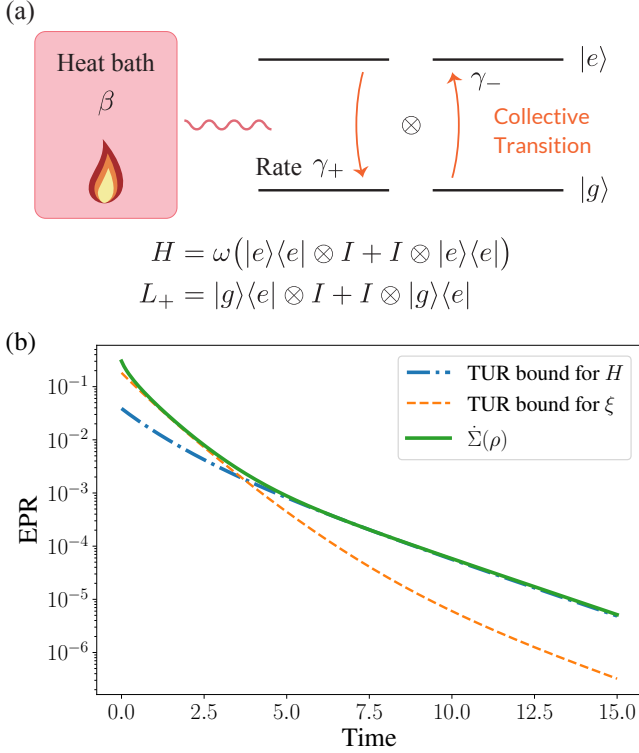 (a)
Heat bath
β
Rate γ₊
⊗
γ₋
Collective
Transition
|e⟩
|g⟩
H = ω(|e⟩⟨e| ⊗ I + I ⊗ |e⟩⟨e|)
L₊ = |g⟩⟨e| ⊗ I + I ⊗ |g⟩⟨e|
(b)
TUR bound for H
TUR bound for ξ
Σ̇(ρ)
EPR
10⁻¹
10⁻²
10⁻³
10⁻⁴
10⁻⁵
10⁻⁶
0.0 2.5 5.0 7.5 10.0 12.5 15.0
Time